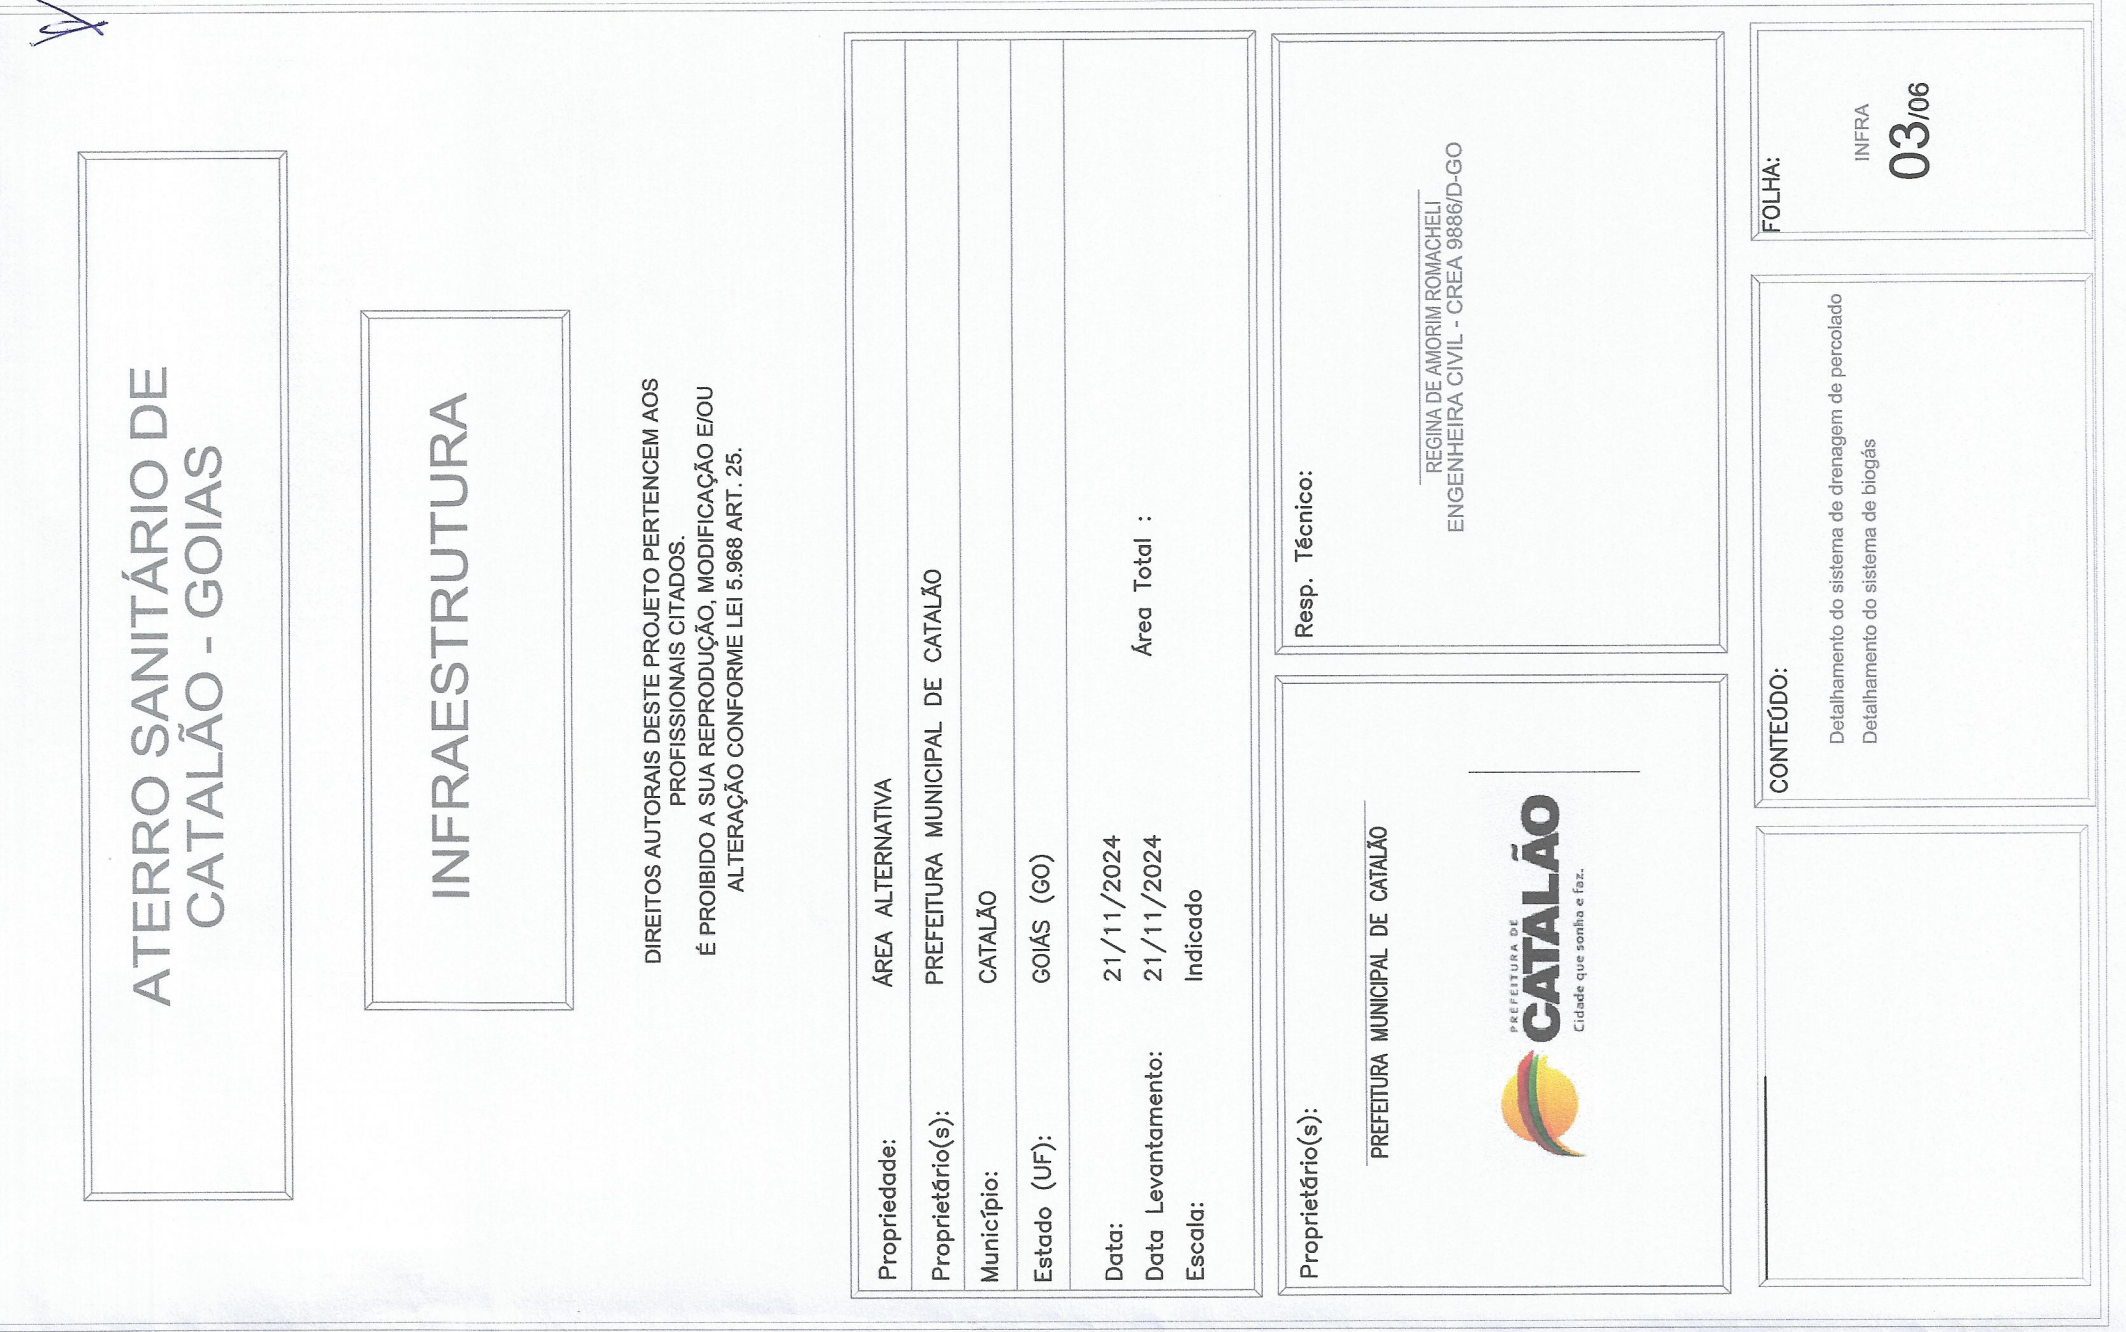 ATERRO SANITÁRIO DE
CATALÃO - GOIAS
INFRAESTRUTURA
DIREITOS AUTORAIS DESTE PROJETO PERTENCEM AOS
PROFISSIONAIS CITADOS.
É PROIBIDO A SUA REPRODUÇÃO, MODIFICAÇÃO E/OU
ALTERAÇÃO CONFORME LEI 5.968 ART. 25.
Propriedade: ÁREA ALTERNATIVA
Proprietário(s): PREFEITURA MUNICIPAL DE CATALÃO
Município: CATALÃO
Estado (UF): GOIÁS (GO)
Data: 21/11/2024
Data Levantamento: 21/11/2024 Área Total :
Escala: Indicado
Proprietário(s):
PREFEITURA MUNICIPAL DE CATALÃO
PREFEITURA DE
CATALÃO
Cidade que sonha e faz.
Resp. Técnico:
REGINA DE AMORIM ROMACHELI
ENGENHEIRA CIVIL - CREA 9886/D-GO
CONTEÚDO:
Detalhamento do sistema de drenagem de percolado
Detalhamento do sistema de biogás
FOLHA:
INFRA
03/06